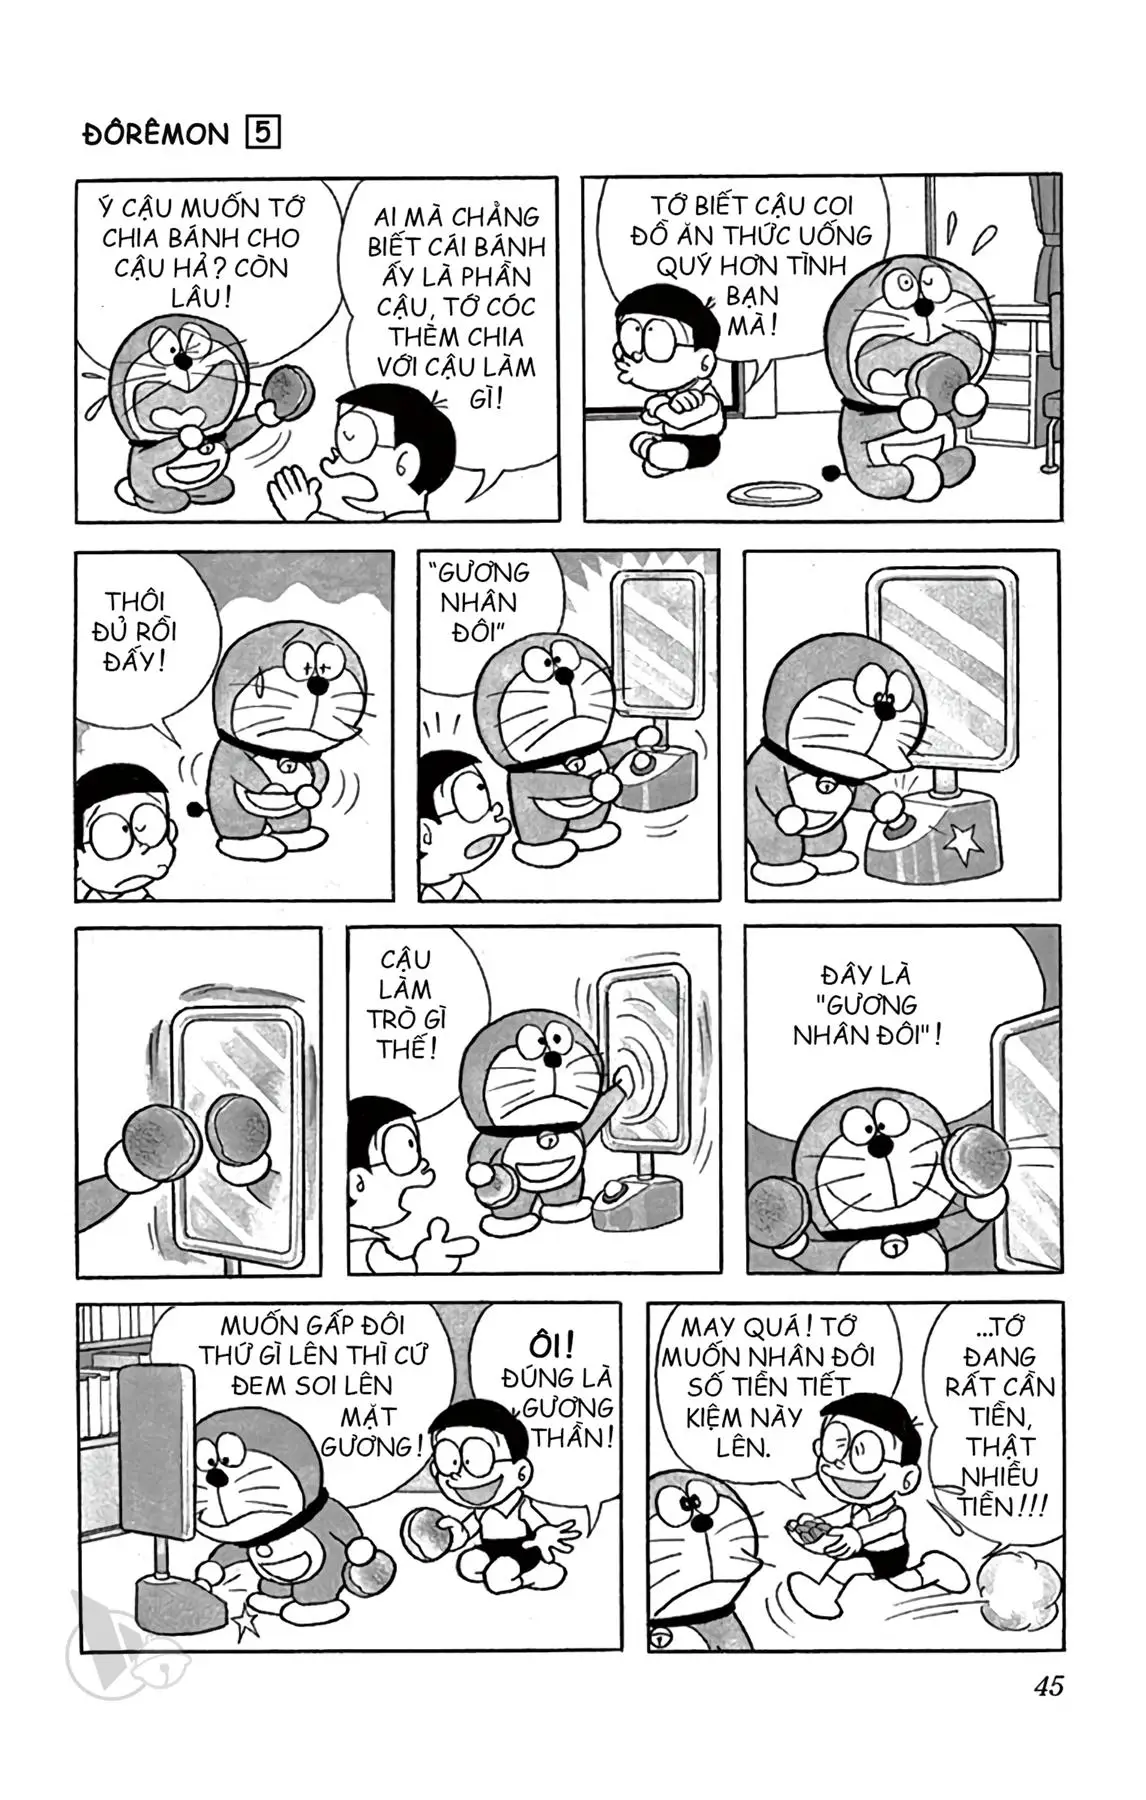 ĐÔRÊMON 5
Ý CẬU MUỐN TỚ
CHIA BÁNH CHO
CẬU HẢ? CÒN
LÂU!
AI MÀ CHẲNG
BIẾT CÁI BÁNH
ẤY LÀ PHẦN
CẬU, TỚ CÓC
THÈM CHIA
VỚI CẬU LÀM
GÌ!
TỚ BIẾT CẬU COI
ĐỒ ĂN THỨC UỐNG
QUÝ HƠN TÌNH
BẠN
MÀ!
THÔI
ĐỦ RỒI
ĐẤY!
"GƯƠNG
NHÂN
ĐÔI"
CẬU
LÀM
TRÒ GÌ
THẾ!
ĐÂY LÀ
"GƯƠNG
NHÂN ĐÔI"!
MUỐN GẤP ĐÔI
THỨ GÌ LÊN THÌ CỨ
ĐEM SOI LÊN
MẶT
GƯƠNG!
ÔI!
ĐÚNG LÀ
GƯƠNG
THẦN!
MAY QUÁ! TỚ
MUỐN NHÂN ĐÔI
SỐ TIỀN TIẾT
KIỆM NÀY
LÊN.
...TỚ
ĐANG
RẤT CẦN
TIỀN,
THẬT
NHIỀU
TIỀN!!!
45